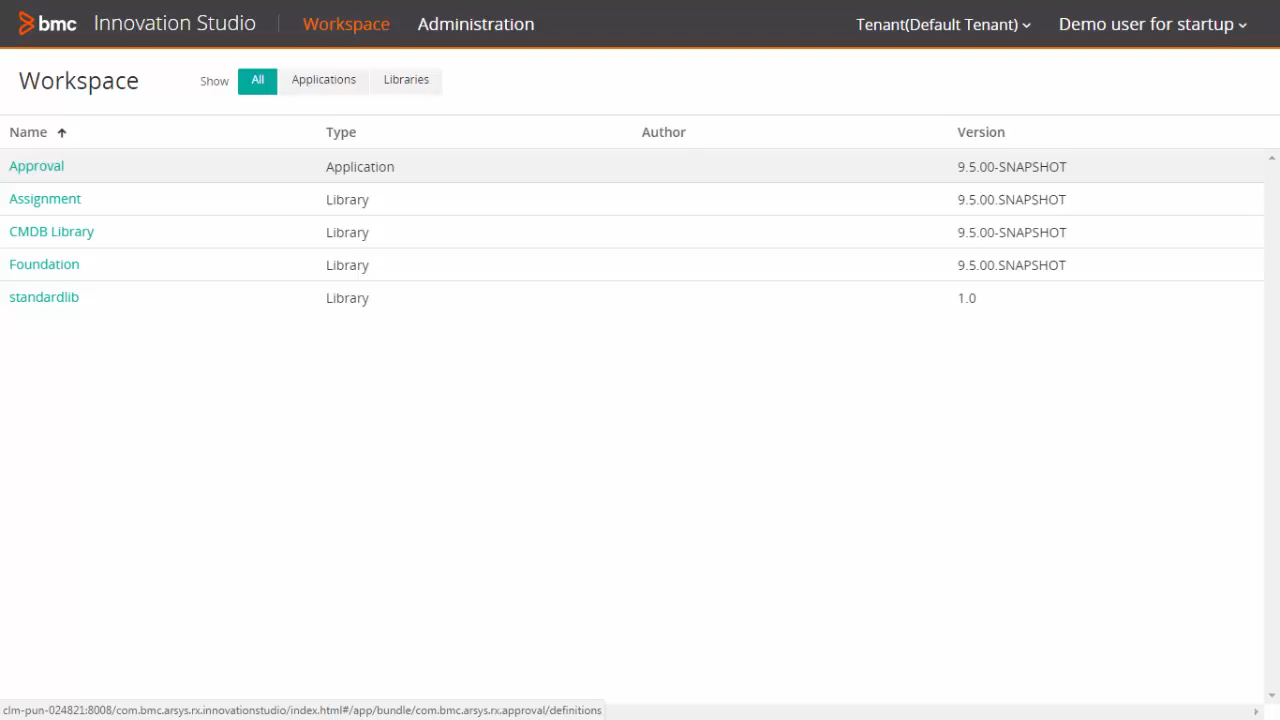 bmc Innovation Studio Workspace Administration Tenant(Default Tenant) Demo user for startup
Workspace Show All Applications Libraries
Name Type Author Version
Approval Application 9.5.00-SNAPSHOT
Assignment Library 9.5.00.SNAPSHOT
CMDB Library Library 9.5.00-SNAPSHOT
Foundation Library 9.5.00.SNAPSHOT
standardlib Library 1.0
clm-pun-024821:8008/com.bmc.arsys.rx.innovationstudio/index.html#/app/bundle/com.bmc.arsys.rx.approval/definitions